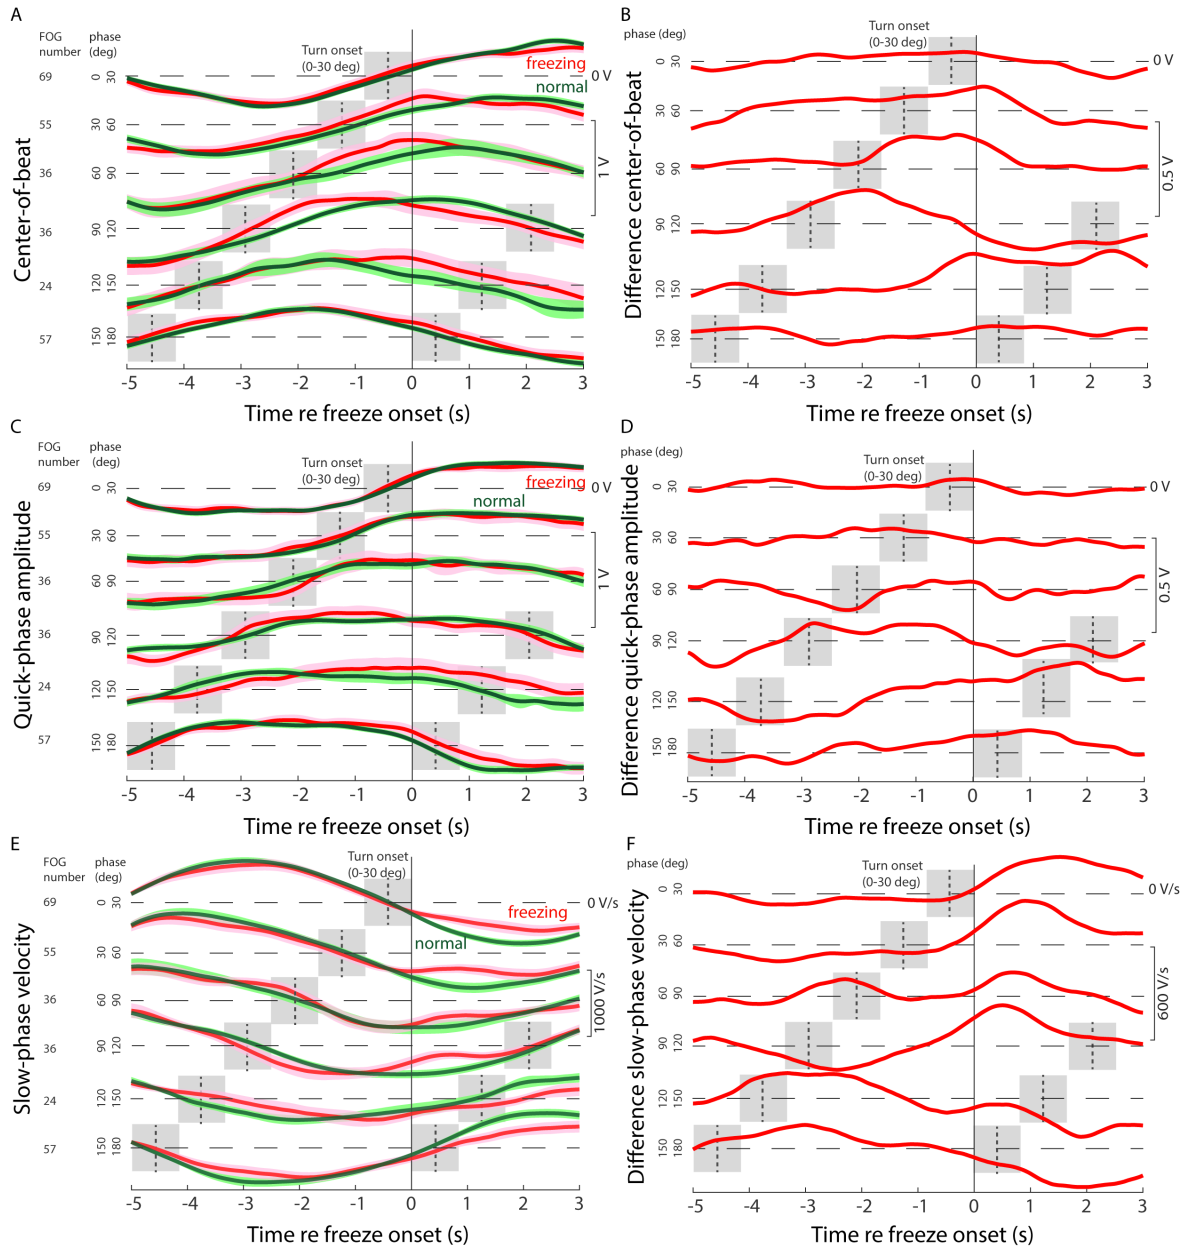 A
FOG number
phase (deg)
Turn onset (0-30 deg)
freezing
normal
0 V
69
0 30
55
30 60
36
60 90
36
90 120
24
120 150
57
150 180
1 V
Center-of-beat
-5 -4 -3 -2 -1 0 1 2 3
Time re freeze onset (s)
B
phase (deg)
Turn onset (0-30 deg)
0 V
0 30
30 60
60 90
90 120
120 150
150 180
0.5 V
Difference center-of-beat
-5 -4 -3 -2 -1 0 1 2 3
Time re freeze onset (s)
C
FOG number
phase (deg)
Turn onset (0-30 deg)
freezing
normal
0 V
69
0 30
55
30 60
36
60 90
36
90 120
24
120 150
57
150 180
1 V
Quick-phase amplitude
-5 -4 -3 -2 -1 0 1 2 3
Time re freeze onset (s)
D
phase (deg)
Turn onset (0-30 deg)
0 V
0 30
30 60
60 90
90 120
120 150
150 180
0.5 V
Difference quick-phase amplitude
-5 -4 -3 -2 -1 0 1 2 3
Time re freeze onset (s)
E
FOG number
phase (deg)
Turn onset (0-30 deg)
freezing
normal
0 V/s
69
0 30
55
30 60
36
60 90
36
90 120
24
120 150
57
150 180
1000 V/s
Slow-phase velocity
-5 -4 -3 -2 -1 0 1 2 3
Time re freeze onset (s)
F
phase (deg)
Turn onset (0-30 deg)
0 V/s
0 30
30 60
60 90
90 120
120 150
150 180
600 V/s
Difference slow-phase velocity
-5 -4 -3 -2 -1 0 1 2 3
Time re freeze onset (s)